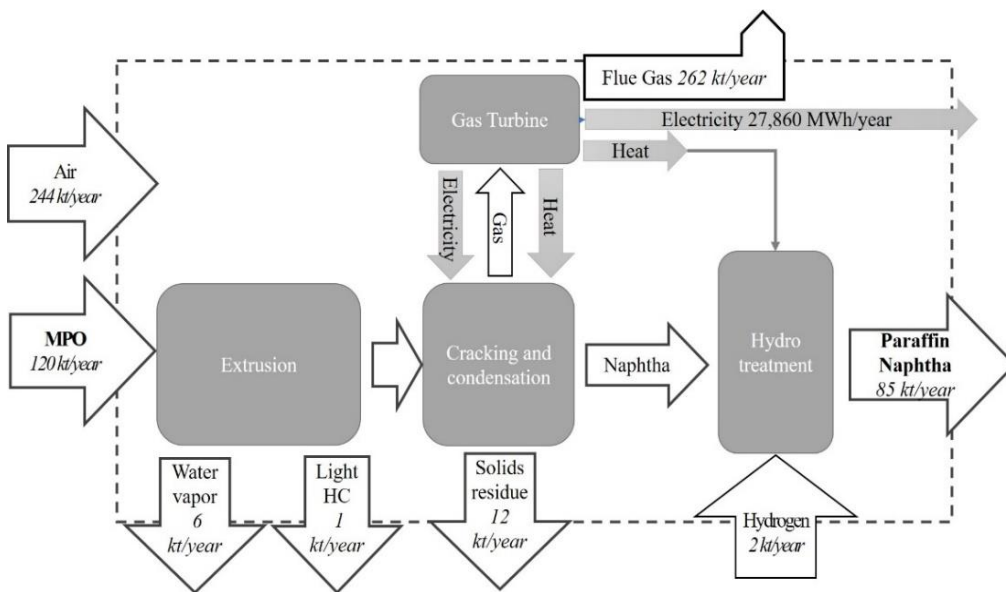 Flue Gas 262 kt/year
Gas Turbine
Electricity 27,860 MWh/year
Heat
Air
244 kt/year
Electricity
Gas
Heat
MPO
120 kt/year
Extrusion
Cracking and
condensation
Naphtha
Hydro
treatment
Paraffin
Naphtha
85 kt/year
Water
vapor
6
kt/year
Light
HC
1
kt/year
Solids
residue
12
kt/year
Hydrogen
2 kt/year